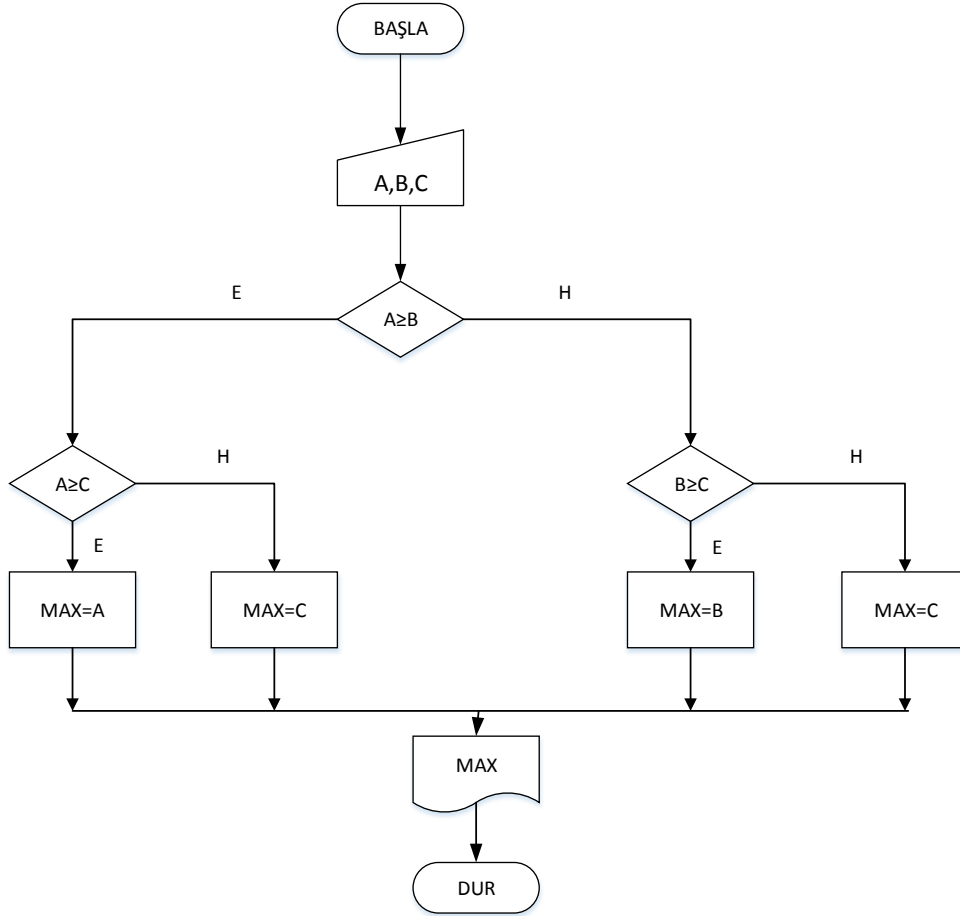 BAŞLA
A,B,C
E
H
A≥B
H
H
A≥C
B≥C
E
E
MAX=A
MAX=C
MAX=B
MAX=C
MAX
DUR